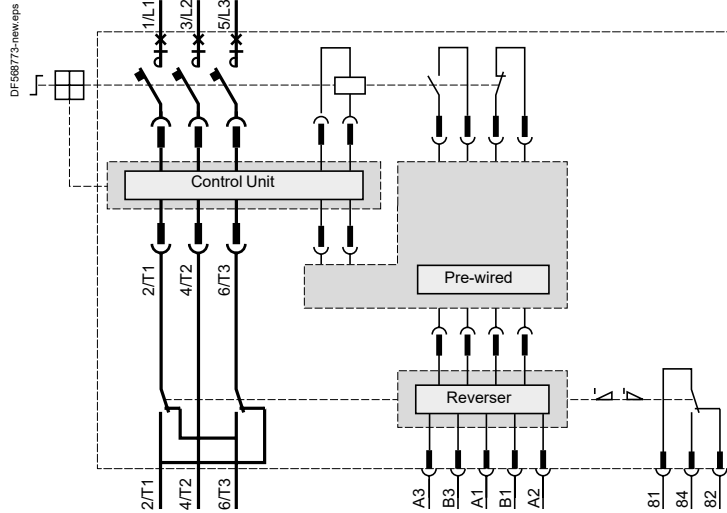 DF568773-new.eps
1/L1
3/L2
5/L3
Control Unit
2/T1
4/T2
6/T3
Pre-wired
Reverser
2/T1
4/T2
6/T3
A3
B3
A1
B1
A2
81
84
82